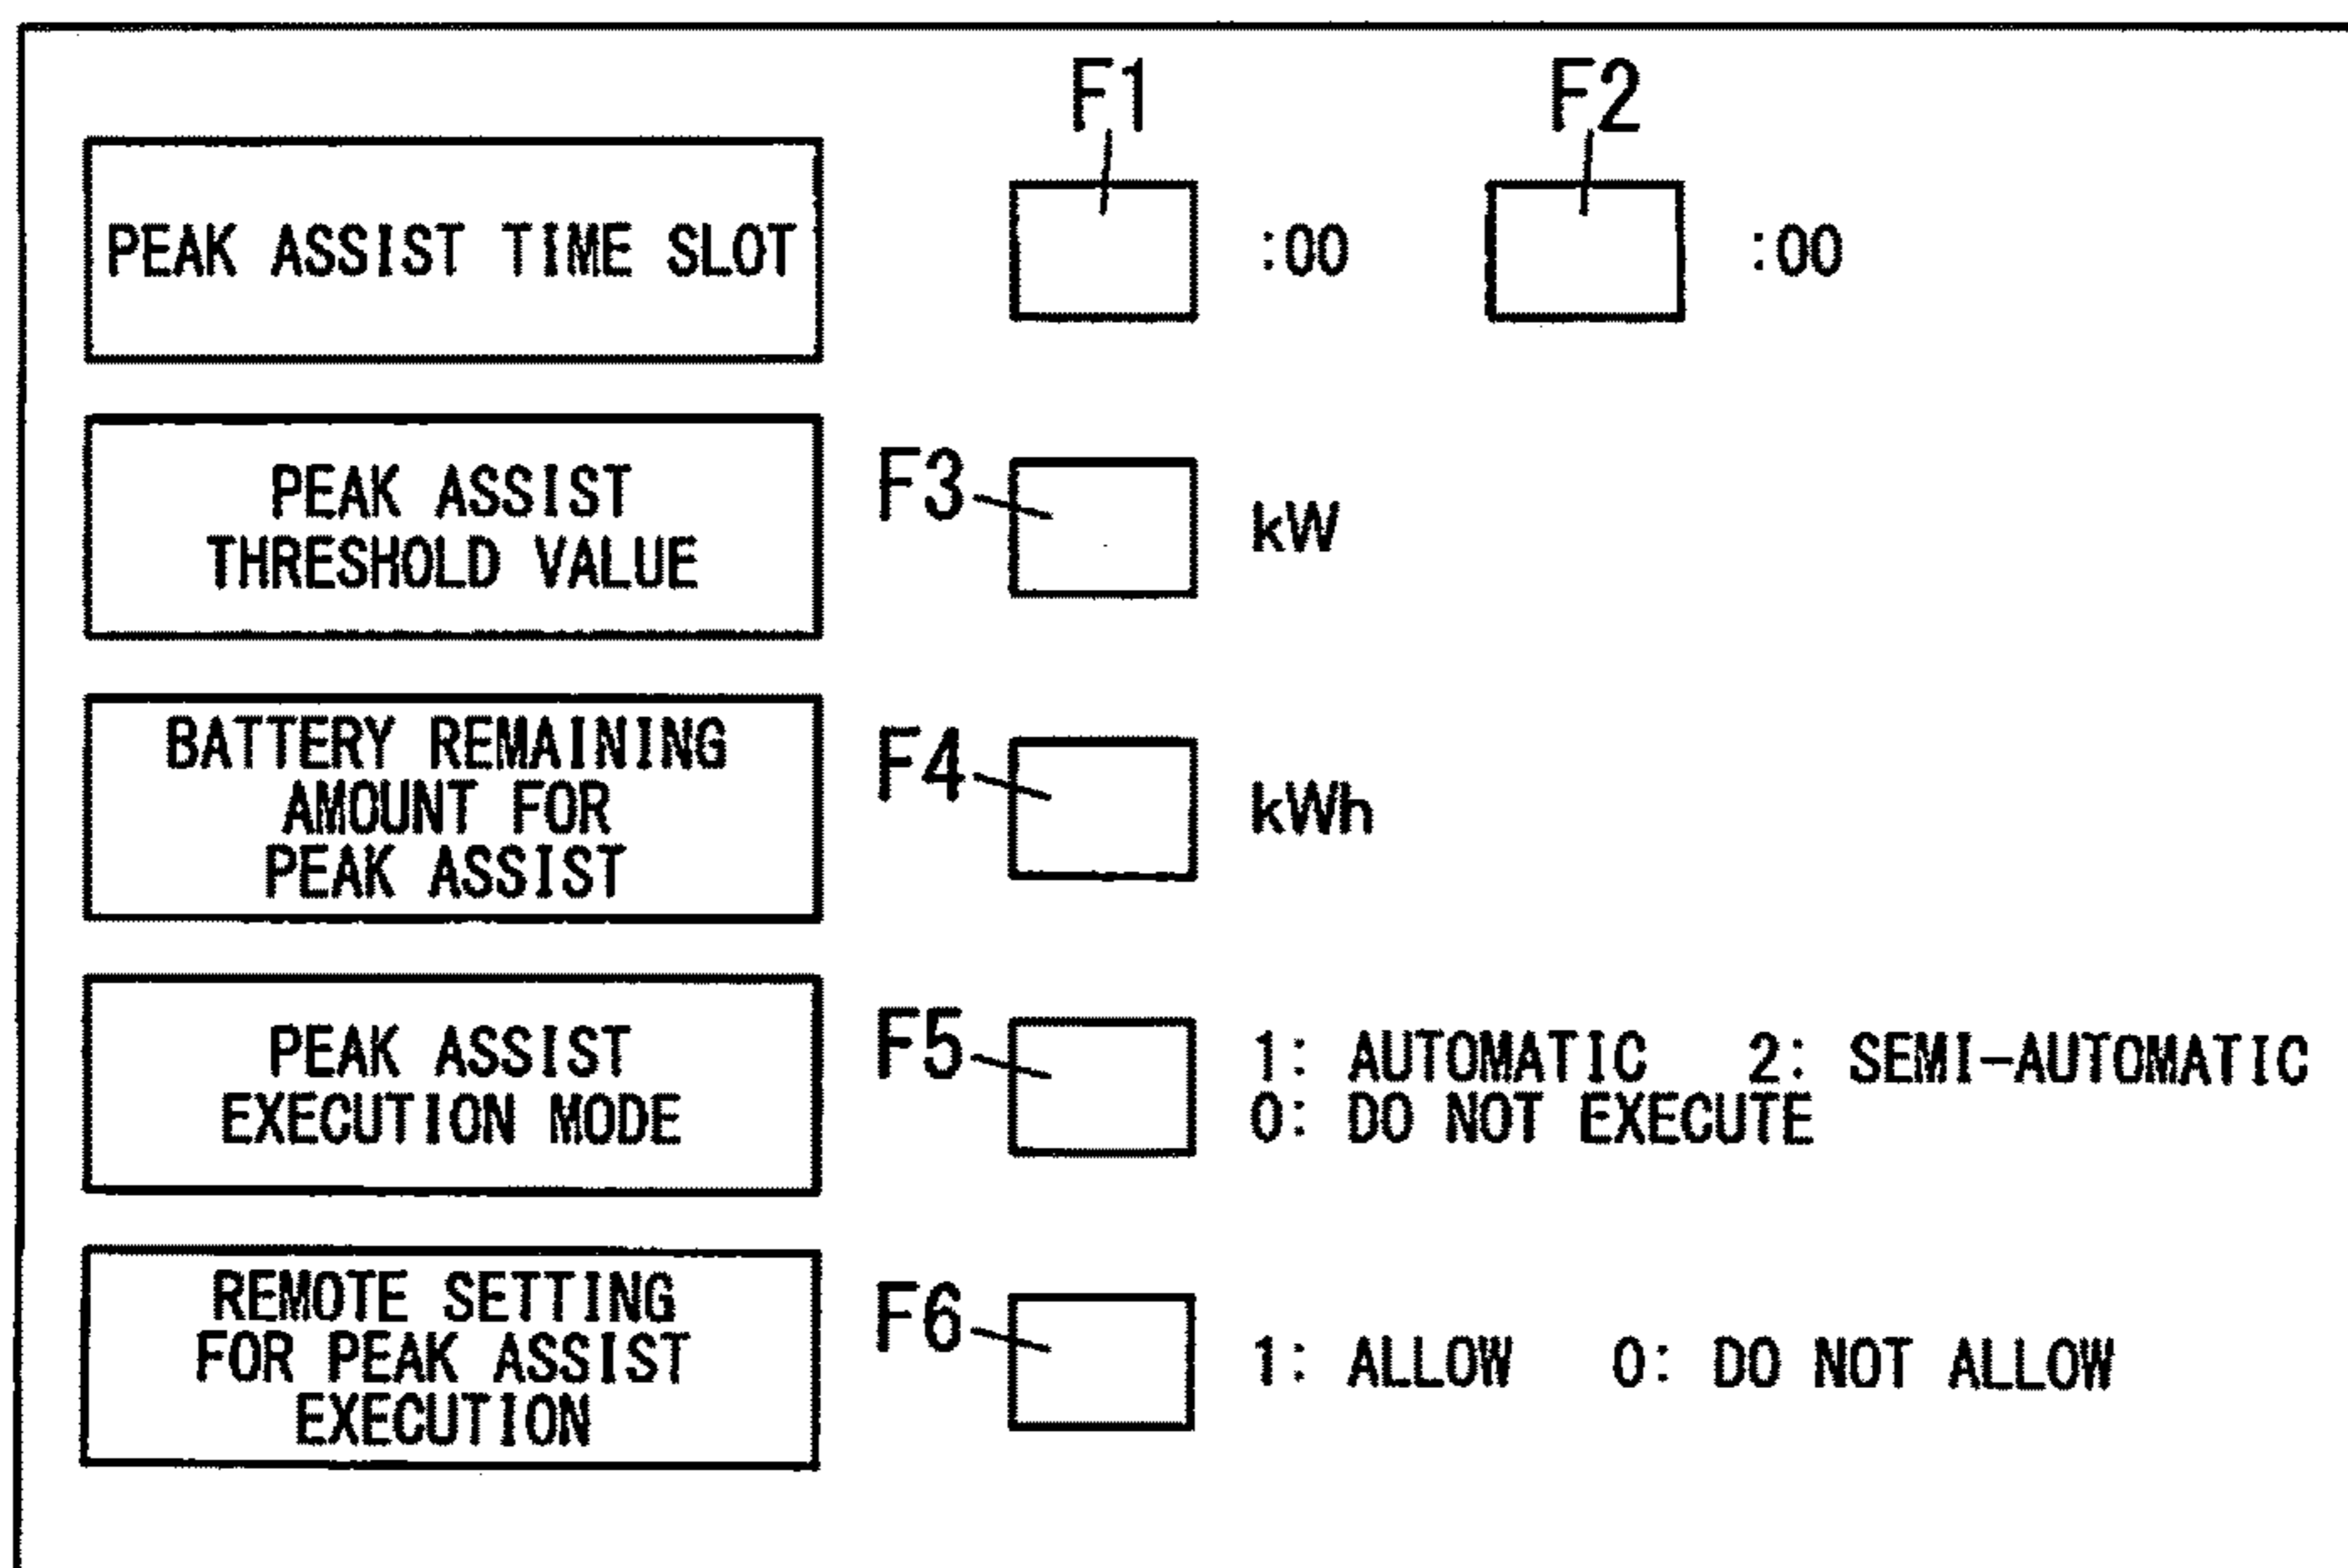 F1 F2
PEAK ASSIST TIME SLOT :00 :00
PEAK ASSIST
THRESHOLD VALUE
F3 kW
BATTERY REMAINING
AMOUNT FOR
PEAK ASSIST
F4 kWh
PEAK ASSIST
EXECUTION MODE
F5 1: AUTOMATIC 2: SEMI-AUTOMATIC
0: DO NOT EXECUTE
REMOTE SETTING
FOR PEAK ASSIST
EXECUTION
F6 1: ALLOW 0: DO NOT ALLOW